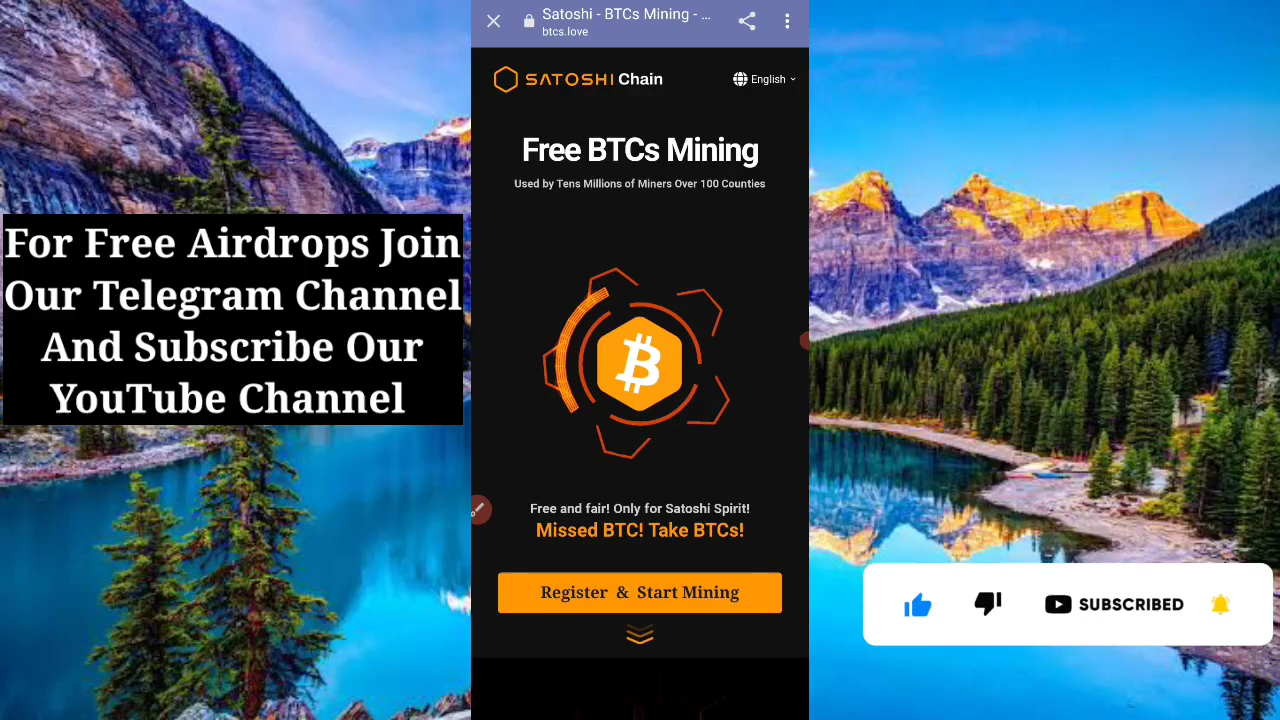 Satoshi - BTCs Mining - ...
btcs.love
SATOSHI Chain
English
Free BTCs Mining
Used by Tens Millions of Miners Over 100 Counties
For Free Airdrops Join
Our Telegram Channel
And Subscribe Our
YouTube Channel
Free and fair! Only for Satoshi Spirit!
Missed BTC! Take BTCs!
Register & Start Mining
SUBSCRIBED